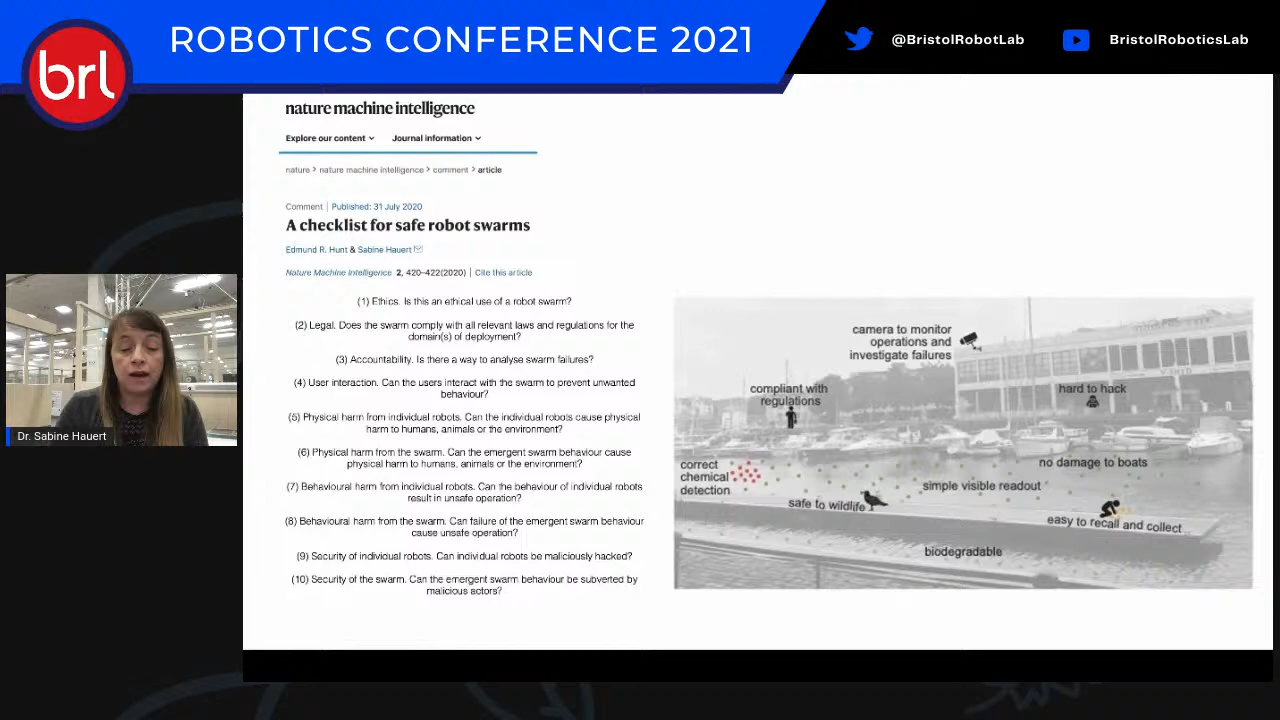 brl
ROBOTICS CONFERENCE 2021
@BristolRobotLab
BristolRoboticsLab
nature machine intelligence
Explore our content
Journal information
nature > nature machine intelligence > comment > article
Comment | Published: 31 July 2020
A checklist for safe robot swarms
Edmund R. Hunt & Sabine Hauert
Nature Machine Intelligence 2, 420–422(2020) | Cite this article
(1) Ethics. Is this an ethical use of a robot swarm?
(2) Legal. Does the swarm comply with all relevant laws and regulations for the
domain(s) of deployment?
(3) Accountability. Is there a way to analyse swarm failures?
(4) User interaction. Can the users interact with the swarm to prevent unwanted
behaviour?
(5) Physical harm from individual robots. Can the individual robots cause physical
harm to humans, animals or the environment?
(6) Physical harm from the swarm. Can the emergent swarm behaviour cause
physical harm to humans, animals or the environment?
(7) Behavioural harm from individual robots. Can the behaviour of individual robots
result in unsafe operation?
(8) Behavioural harm from the swarm. Can failure of the emergent swarm behaviour
cause unsafe operation?
(9) Security of individual robots. Can individual robots be maliciously hacked?
(10) Security of the swarm. Can the emergent swarm behaviour be subverted by
malicious actors?
camera to monitor
operations and
investigate failures
compliant with
regulations
hard to hack
correct
chemical
detection
no damage to boats
simple visible readout
safe to wildlife
easy to recall and collect
biodegradable
Dr. Sabine Hauert